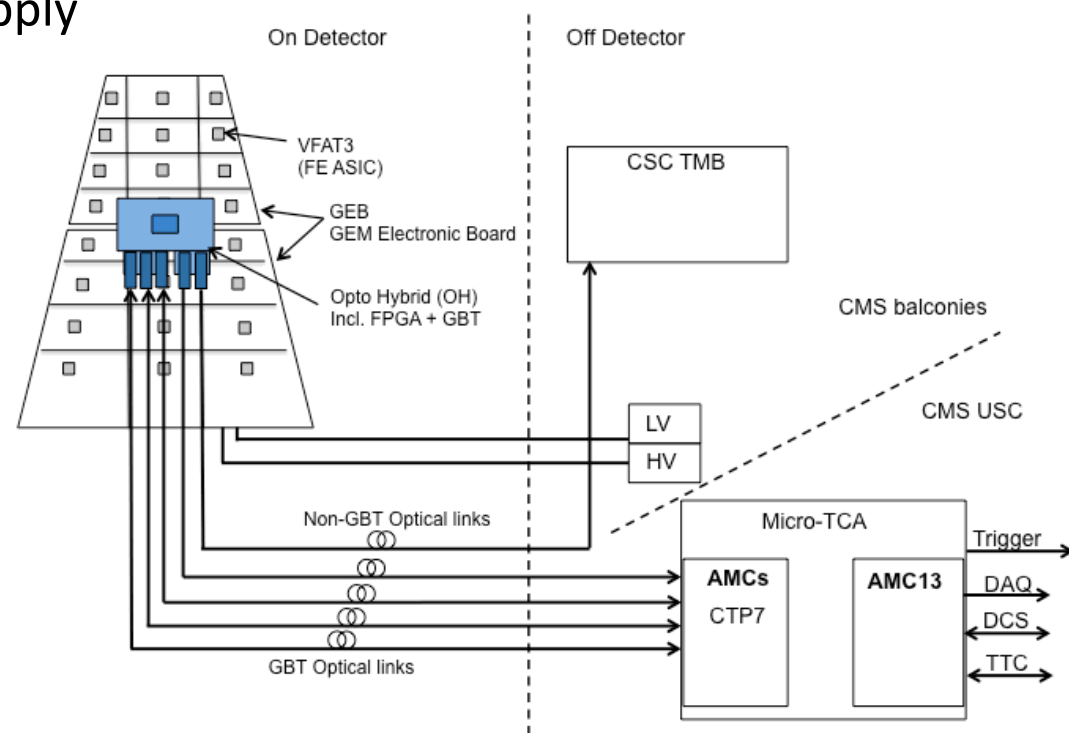 On Detector
Off Detector
VFAT3
(FE ASIC)
GEB
GEM Electronic Board
Opto Hybrid (OH)
Incl. FPGA + GBT
CSC TMB
CMS balconies
CMS USC
LV
HV
Non-GBT Optical links
GBT Optical links
Micro-TCA
AMCs
CTP7
AMC13
Trigger
DAQ
DCS
TTC